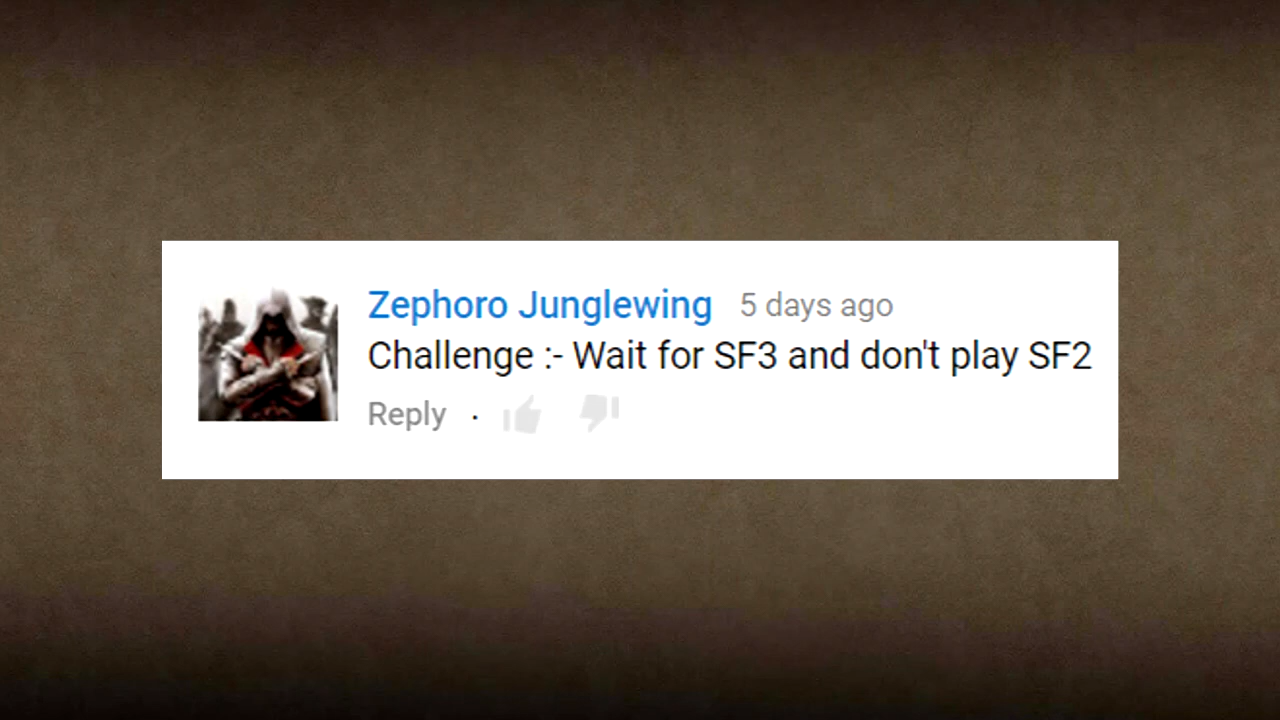 Zephoro Junglewing 5 days ago
Challenge :- Wait for SF3 and don't play SF2
Reply ·